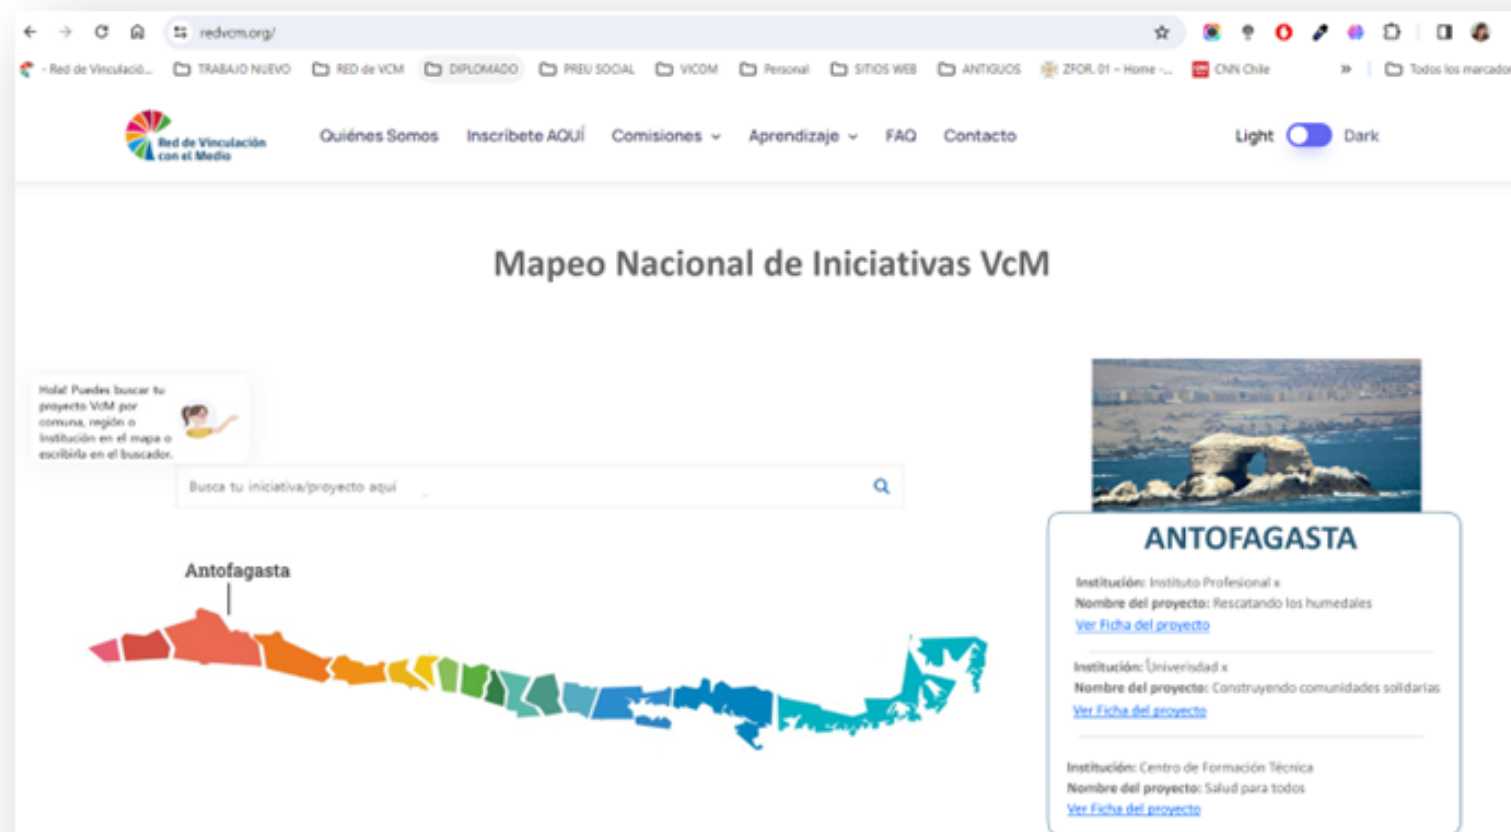 redvcm.org/
- Red de Vinculació... TRABAJO NUEVO RED de VCM DIPLOMADO PREU SOCIAL VICOM Personal SITIOS WEB ANTIGUOS ZFOR. 01 – Home -... CNN Chile » Todos los marcador
Red de Vinculación
con el Medio
Quiénes Somos Inscríbete AQUÍ Comisiones Aprendizaje FAQ Contacto Light Dark
Mapeo Nacional de Iniciativas VcM
Hola! Puedes buscar tu
proyecto VcM por
comuna, región o
Institución en el mapa o
escribirla en el buscador.
Busca tu iniciativa/proyecto aquí
Antofagasta
ANTOFAGASTA
Institución: Instituto Profesional x
Nombre del proyecto: Rescatando los humedales
Ver Ficha del proyecto
Institución: Univerisdad x
Nombre del proyecto: Construyendo comunidades solidarias
Ver Ficha del proyecto
Institución: Centro de Formación Técnica
Nombre del proyecto: Salud para todos
Ver Ficha del proyecto